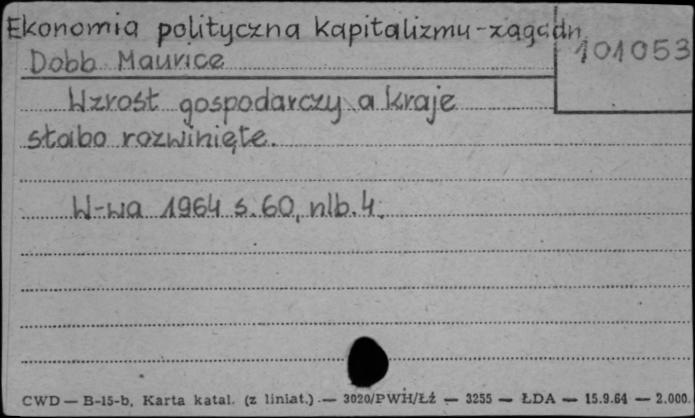 Ekonomia polityczna kapitalizmu - zagadn.
101053
Dobb Maurice
Wzrost gospodarczy a kraje
słabo rozwinięte.
W-wa 1964 s. 60, nlb. 4.
CWD — B-15-b, Karta katal. (z liniat.) — 3020/PWH/Łź — 3255 — ŁDA — 15.9.64 — 2.000.